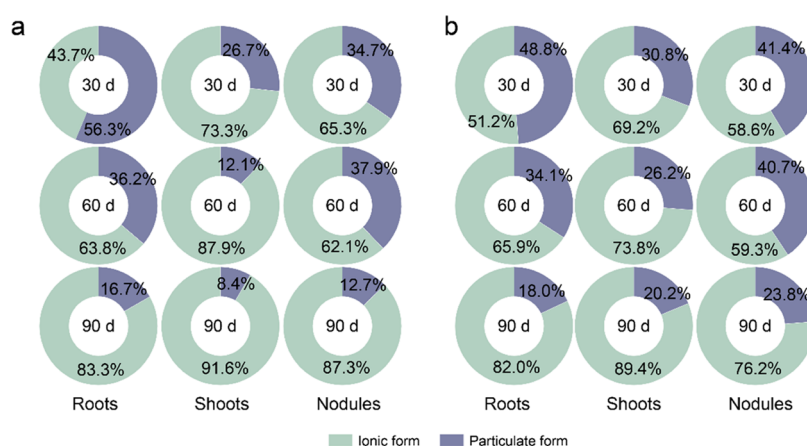 a
b
43.7% 26.7% 34.7% 48.8% 30.8% 41.4%
30 d 30 d 30 d 30 d 30 d 30 d
56.3% 73.3% 65.3% 51.2% 69.2% 58.6%
36.2% 12.1% 37.9% 34.1% 26.2% 40.7%
60 d 60 d 60 d 60 d 60 d 60 d
63.8% 87.9% 62.1% 65.9% 73.8% 59.3%
16.7% 8.4% 12.7% 18.0% 20.2% 23.8%
90 d 90 d 90 d 90 d 90 d 90 d
83.3% 91.6% 87.3% 82.0% 89.4% 76.2%
Roots Shoots Nodules Roots Shoots Nodules
Ionic form Particulate form